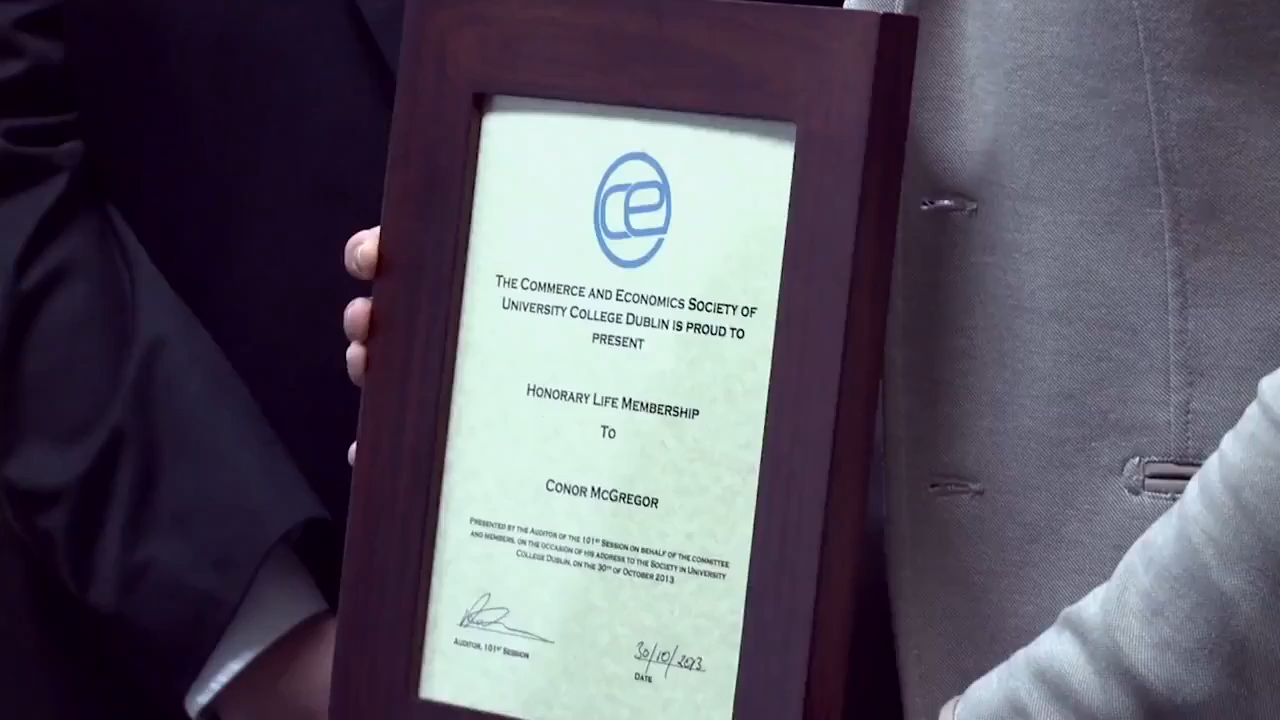 ce
THE COMMERCE AND ECONOMICS SOCIETY OF
UNIVERSITY COLLEGE DUBLIN IS PROUD TO
PRESENT
HONORARY LIFE MEMBERSHIP
TO
CONOR MCGREGOR
PRESENTED BY THE AUDITOR OF THE 101ST SESSION ON BEHALF OF THE COMMITTEE
AND MEMBERS, ON THE OCCASION OF HIS ADDRESS TO THE SOCIETY IN UNIVERSITY
COLLEGE DUBLIN, ON THE 30TH OF OCTOBER 2013
AUDITOR, 101ST SESSION
30/10/2013
DATE